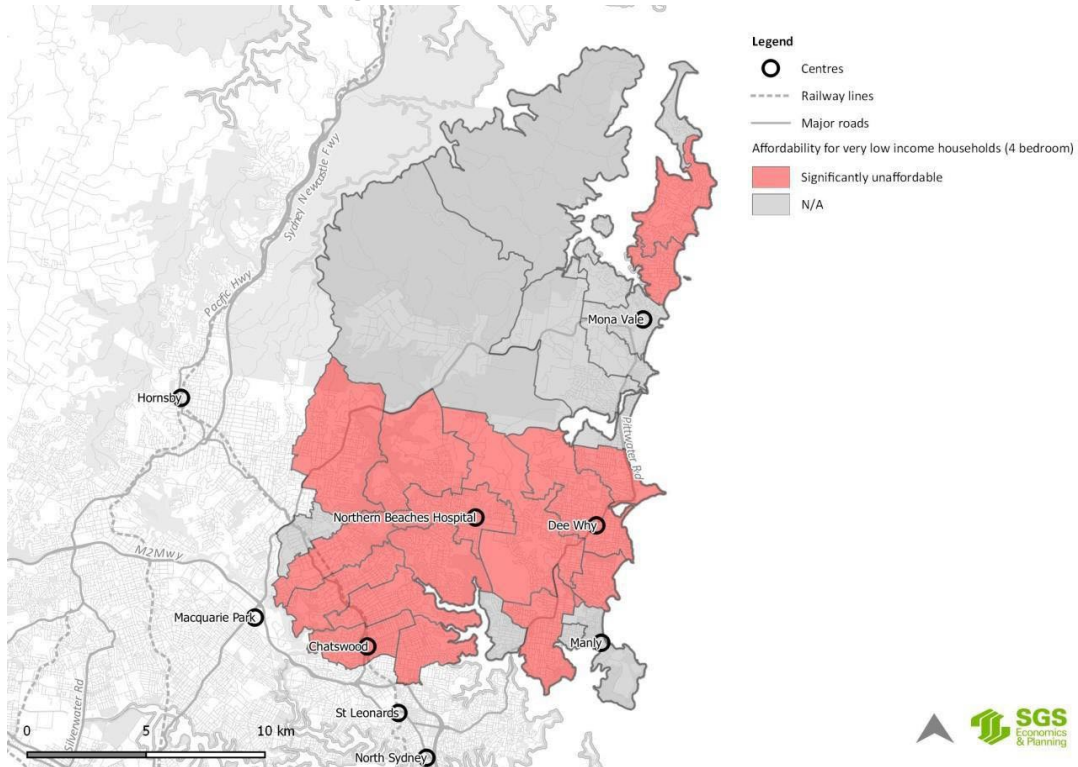 Legend
Centres
Railway lines
Major roads
Affordability for very low income households (4 bedroom)
Significantly unaffordable
N/A
Sydney Newcastle Fwy
Pacific Hwy
Mona Vale
Hornsby
Pittwater Rd
Northern Beaches Hospital
Dee Why
M2Mwy
Macquarie Park
Chatswood
Manly
St Leonards
Silverwater Rd
0 5 10 km
North Sydney
SGS
Economics
& Planning